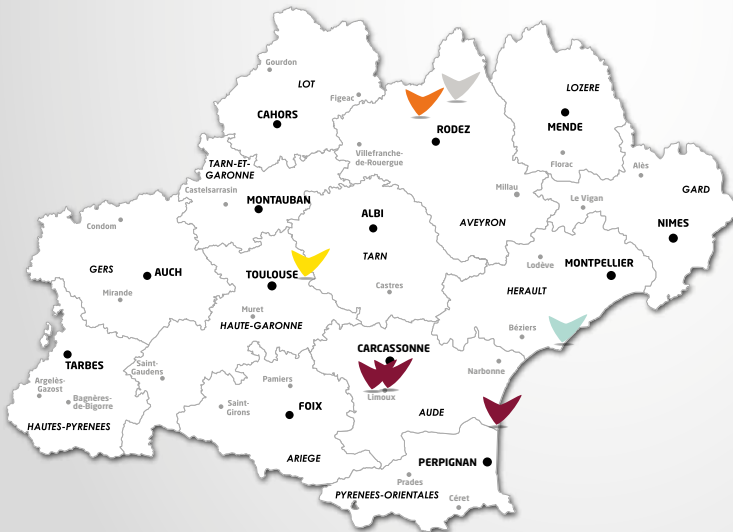 Gourdon
LOT
LOZERE
Figeac
CAHORS
MENDE
RODEZ
Villefranche-
de-Rouergue
Florac
TARN-ET-
GARONNE
Alès
Castelsarrasin
MONTAUBAN
Millau
GARD
Le Vigan
ALBI
AVEYRON
NIMES
Condom
TARN
Lodève
MONTPELLIER
GERS
AUCH
TOULOUSE
Castres
HERAULT
Mirande
Muret
HAUTE-GARONNE
Béziers
CARCASSONNE
TARBES
Saint-
Gaudens
Narbonne
Argelès-
Gazost
Pamiers
Limoux
Bagnères-
de-Bigorre
Saint-
Girons
FOIX
AUDE
HAUTES-PYRENEES
ARIEGE
PERPIGNAN
Prades
PYRENEES-ORIENTALES
Céret